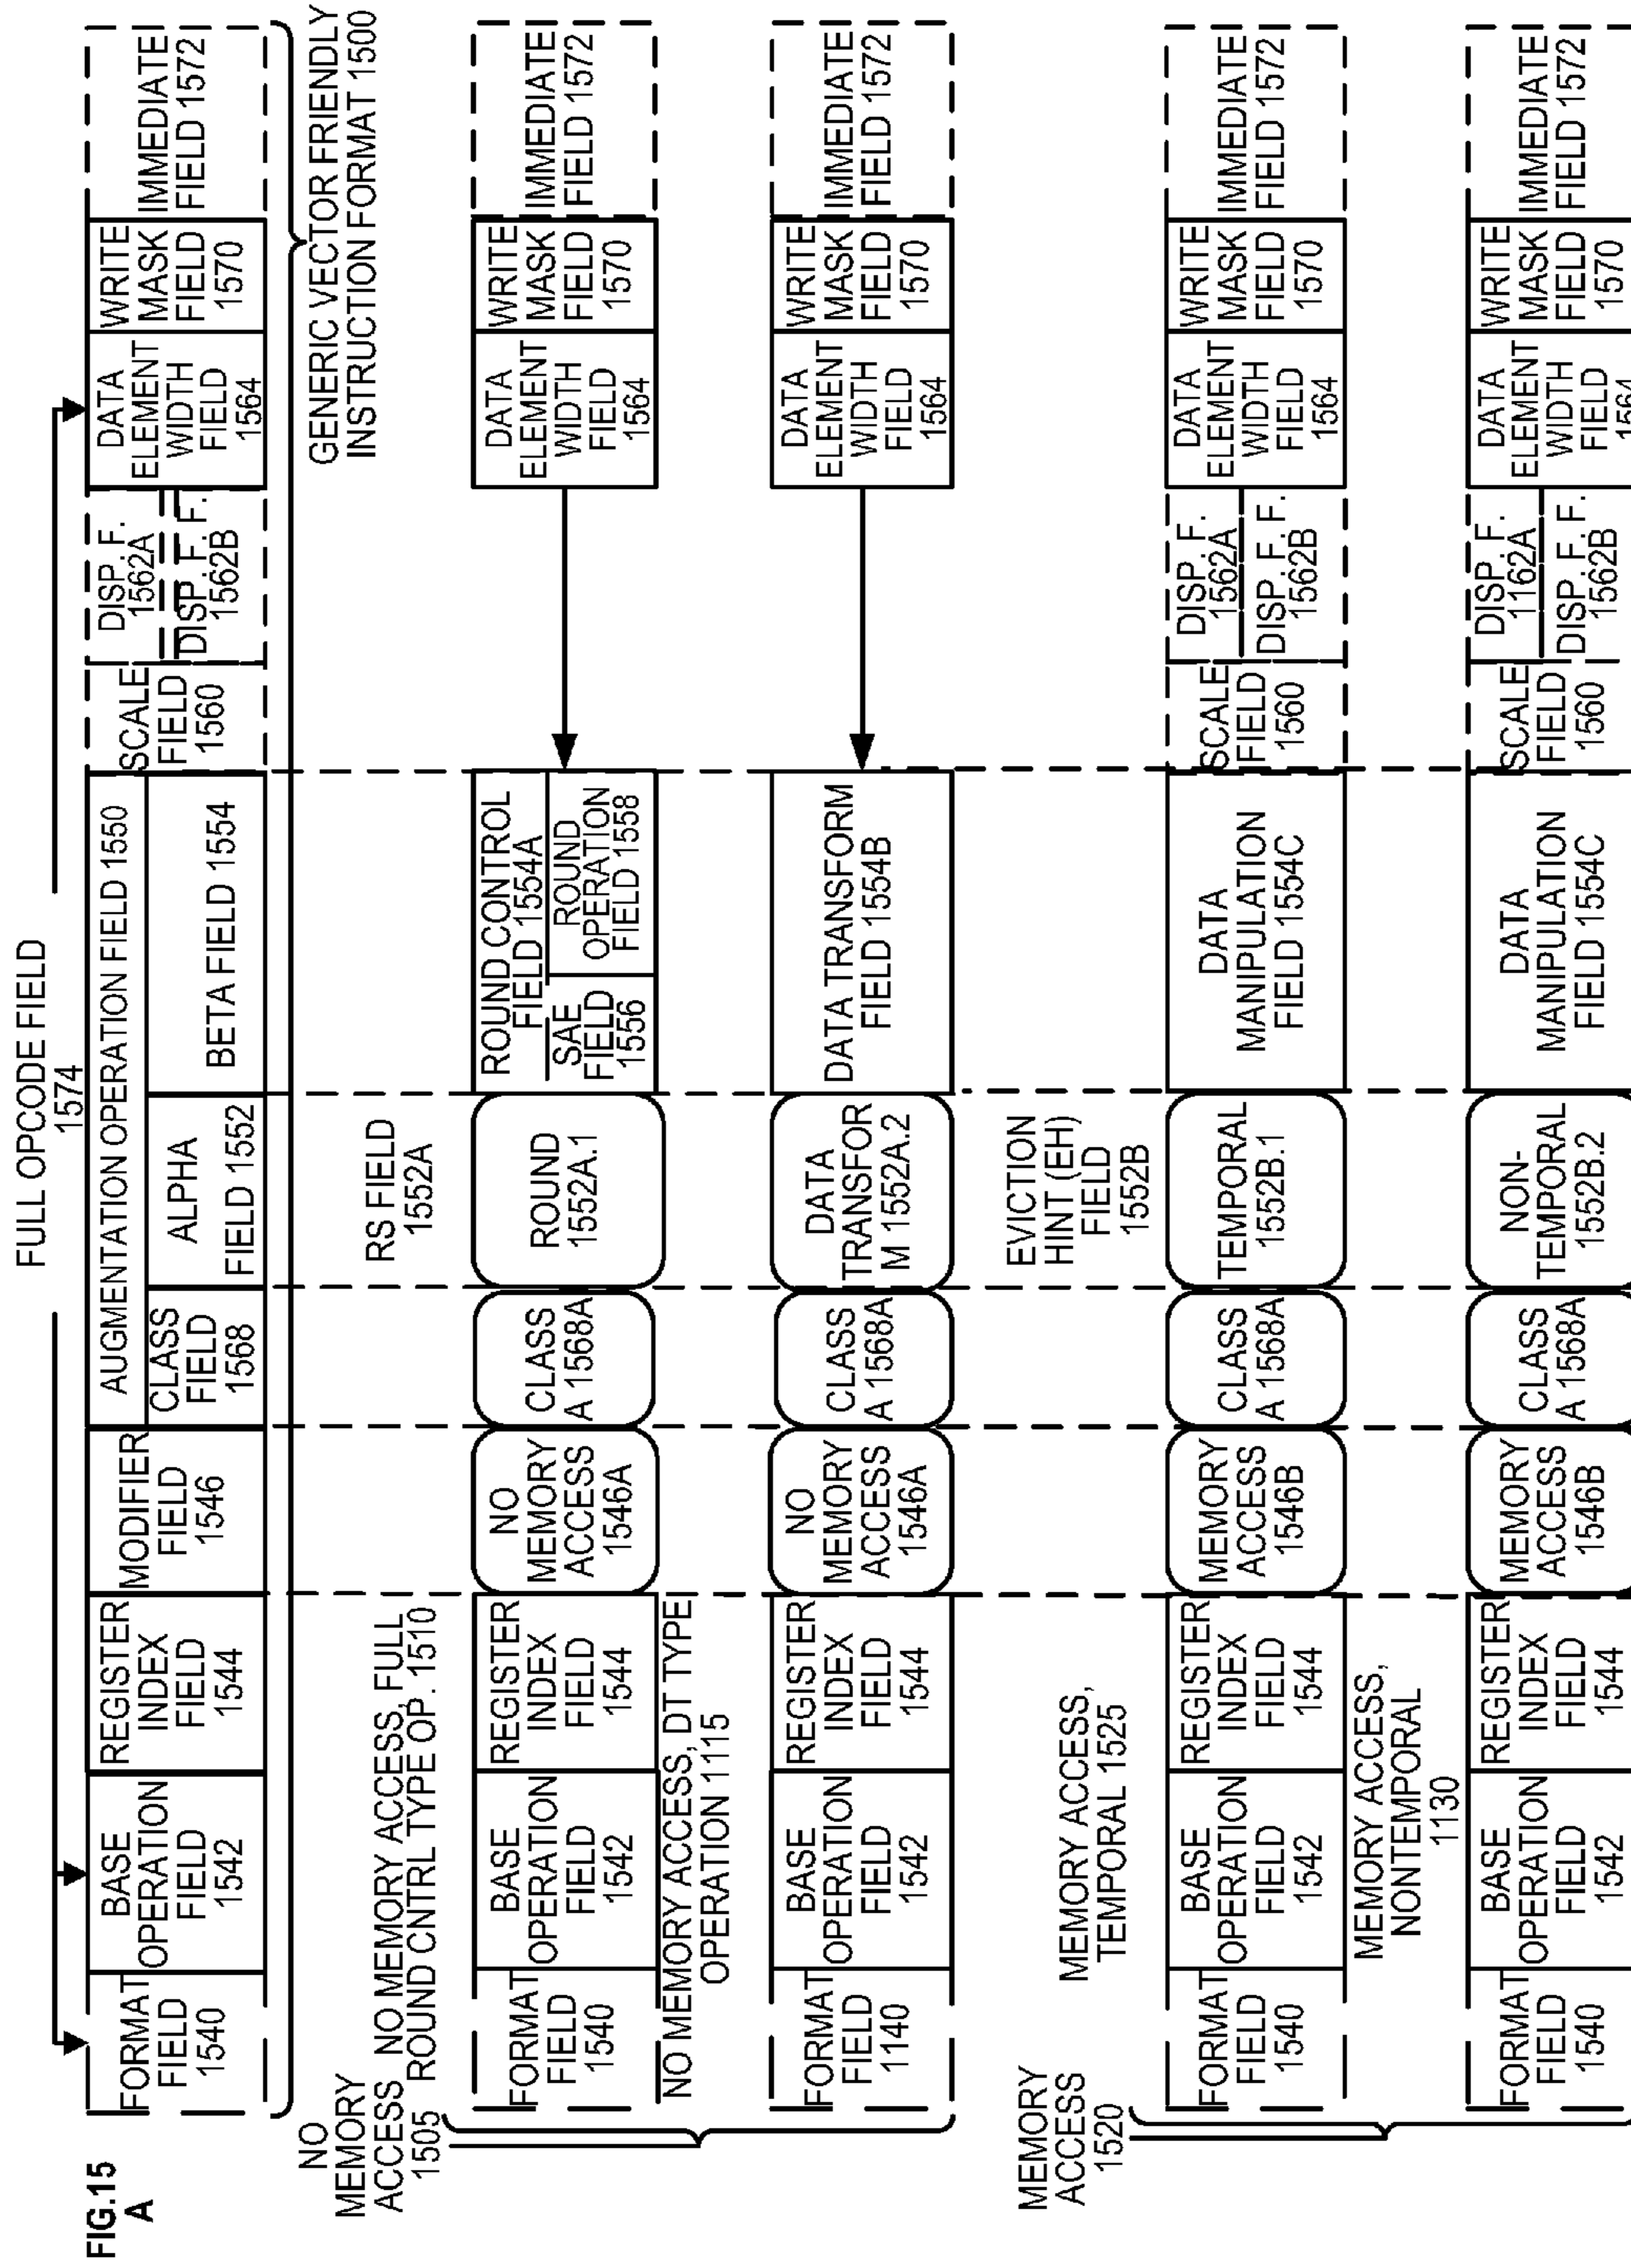 FIG.15
A
FULL OPCODE FIELD
1574
FORMAT
FIELD
1540
BASE
OPERATION
FIELD
1542
REGISTER
INDEX
FIELD
1544
MODIFIER
FIELD
1546
AUGMENTATION OPERATION FIELD 1550
CLASS
FIELD
1568
ALPHA
FIELD 1552
BETA FIELD 1554
SCALE
FIELD
1560
DISP. F.
1562A
DISP. F. F.
1562B
DATA
ELEMENT
WIDTH
FIELD
1564
WRITE
MASK
FIELD
1570
IMMEDIATE
FIELD 1572
GENERIC VECTOR FRIENDLY
INSTRUCTION FORMAT 1500
NO
MEMORY
ACCESS
1505
NO MEMORY ACCESS, FULL
ROUND CNTRL TYPE OP. 1510
RS FIELD
1552A
FORMAT
FIELD
1540
BASE
OPERATION
FIELD
1542
REGISTER
INDEX
FIELD
1544
NO
MEMORY
ACCESS
1546A
CLASS
A 1568A
ROUND
1552A.1
ROUND CONTROL
FIELD 1554A
SAE
FIELD
1556
ROUND
OPERATION
FIELD 1558
DATA
ELEMENT
WIDTH
FIELD
1564
WRITE
MASK
FIELD
1570
IMMEDIATE
FIELD 1572
NO MEMORY ACCESS, DT TYPE
OPERATION 1115
FORMAT
FIELD
1140
BASE
OPERATION
FIELD
1542
REGISTER
INDEX
FIELD
1544
NO
MEMORY
ACCESS
1546A
CLASS
A 1568A
DATA
TRANSFOR
M 1552A.2
DATA TRANSFORM
FIELD 1554B
DATA
ELEMENT
WIDTH
FIELD
1564
WRITE
MASK
FIELD
1570
IMMEDIATE
FIELD 1572
MEMORY
ACCESS
1520
MEMORY ACCESS,
TEMPORAL 1525
EVICTION
HINT (EH)
FIELD
1552B
FORMAT
FIELD
1540
BASE
OPERATION
FIELD
1542
REGISTER
INDEX
FIELD
1544
MEMORY
ACCESS
1546B
CLASS
A 1568A
TEMPORAL
1552B.1
DATA
MANIPULATION
FIELD 1554C
SCALE
FIELD
1560
DISP. F.
1562A
DISP. F. F.
1562B
DATA
ELEMENT
WIDTH
FIELD
1564
WRITE
MASK
FIELD
1570
IMMEDIATE
FIELD 1572
MEMORY ACCESS,
NONTEMPORAL
1130
FORMAT
FIELD
1540
BASE
OPERATION
FIELD
1542
REGISTER
INDEX
FIELD
1544
MEMORY
ACCESS
1546B
CLASS
A 1568A
NON-
TEMPORAL
1552B.2
DATA
MANIPULATION
FIELD 1554C
SCALE
FIELD
1560
DISP. F.
1162A
DISP. F. F.
1562B
DATA
ELEMENT
WIDTH
FIELD
1564
WRITE
MASK
FIELD
1570
IMMEDIATE
FIELD 1572